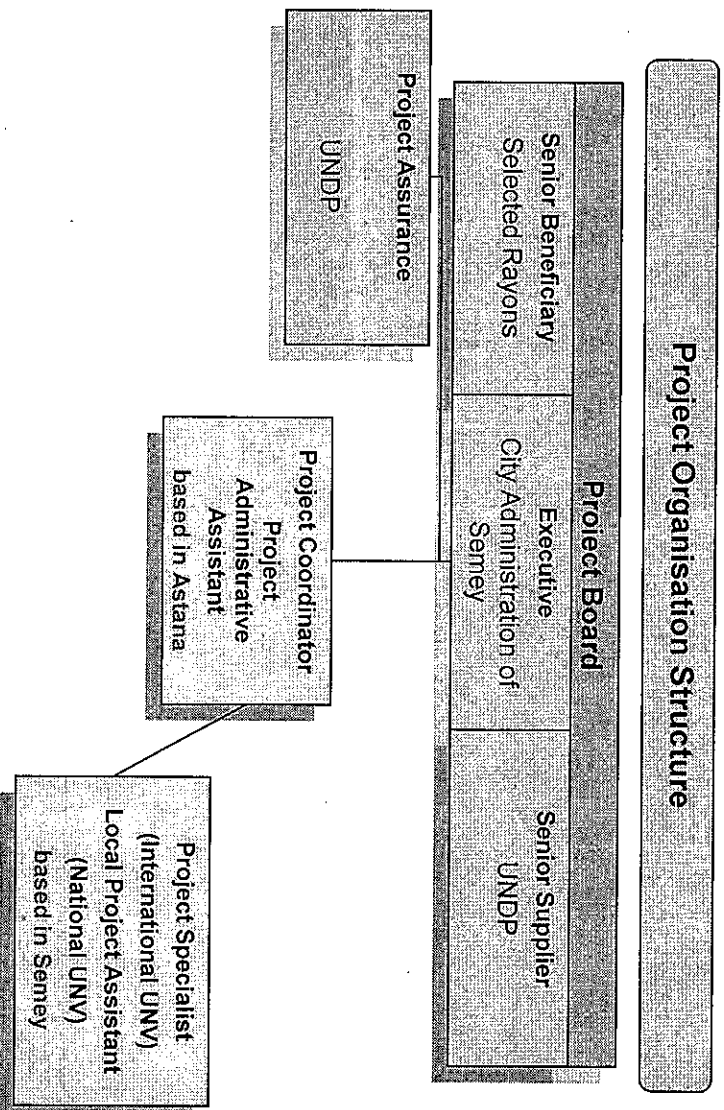 Project Organisation Structure
Project Board
Senior Beneficiary
Selected Rayons
Executive
City Administration of
Semey
Senior Supplier
UNDP
Project Assurance
UNDP
Project Coordinator
Project
Administrative
Assistant
based in Astana
Project Specialist
(International UNV)
Local Project Assistant
(National UNV)
based in Semey